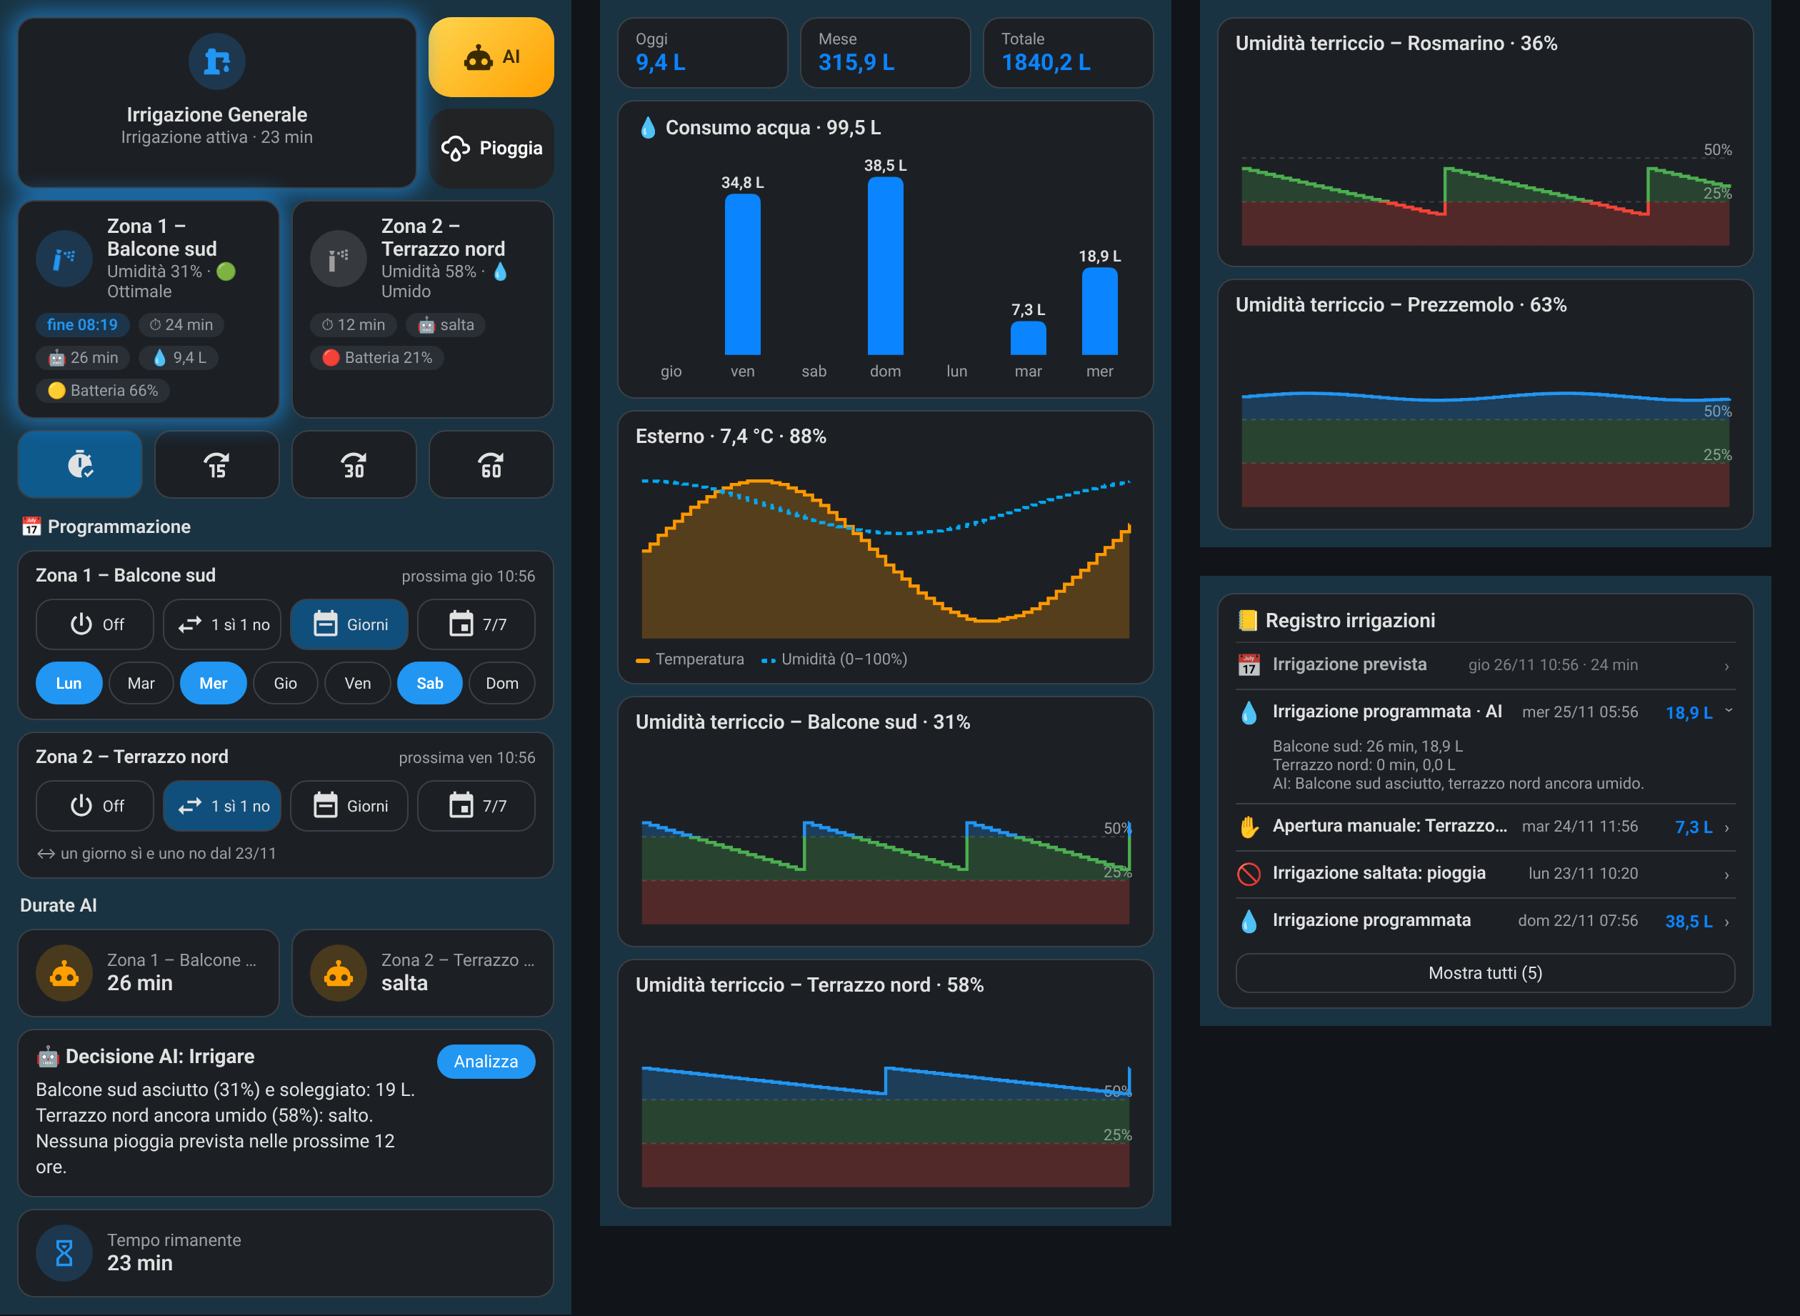 Irrigazione Generale
Irrigazione attiva · 23 min
AI
Pioggia
Zona 1 –
Balcone sud
Umidità 31% · 🟢
Ottimale
fine 08:19
⏱ 24 min
🤖 26 min
💧 9,4 L
🟡 Batteria 66%
Zona 2 –
Terrazzo nord
Umidità 58% · 💧
Umido
⏱ 12 min
🤖 salta
🔴 Batteria 21%
15
30
60
📅 Programmazione
Zona 1 – Balcone sud
prossima gio 10:56
Off
1 sì 1 no
Giorni
7/7
Lun
Mar
Mer
Gio
Ven
Sab
Dom
Zona 2 – Terrazzo nord
prossima ven 10:56
Off
1 sì 1 no
Giorni
7/7
↔ un giorno sì e uno no dal 23/11
Durate AI
Zona 1 – Balcone ...
26 min
Zona 2 – Terrazzo ...
salta
🤖 Decisione AI: Irrigare
Analizza
Balcone sud asciutto (31%) e soleggiato: 19 L.
Terrazzo nord ancora umido (58%): salto.
Nessuna pioggia prevista nelle prossime 12
ore.
Tempo rimanente
23 min
Oggi
9,4 L
Mese
315,9 L
Totale
1840,2 L
💧 Consumo acqua · 99,5 L
34,8 L
38,5 L
7,3 L
18,9 L
gio
ven
sab
dom
lun
mar
mer
Esterno · 7,4 °C · 88%
Temperatura
Umidità (0–100%)
Umidità terriccio – Balcone sud · 31%
50%
25%
Umidità terriccio – Terrazzo nord · 58%
50%
25%
Umidità terriccio – Rosmarino · 36%
50%
25%
Umidità terriccio – Prezzemolo · 63%
50%
25%
📒 Registro irrigazioni
📅 Irrigazione prevista
gio 26/11 10:56 · 24 min
›
💧 Irrigazione programmata · AI
mer 25/11 05:56
18,9 L
Balcone sud: 26 min, 18,9 L
Terrazzo nord: 0 min, 0,0 L
AI: Balcone sud asciutto, terrazzo nord ancora umido.
✋ Apertura manuale: Terrazzo...
mar 24/11 11:56
7,3 L ›
🚫 Irrigazione saltata: pioggia
lun 23/11 10:20
›
💧 Irrigazione programmata
dom 22/11 07:56
38,5 L ›
Mostra tutti (5)